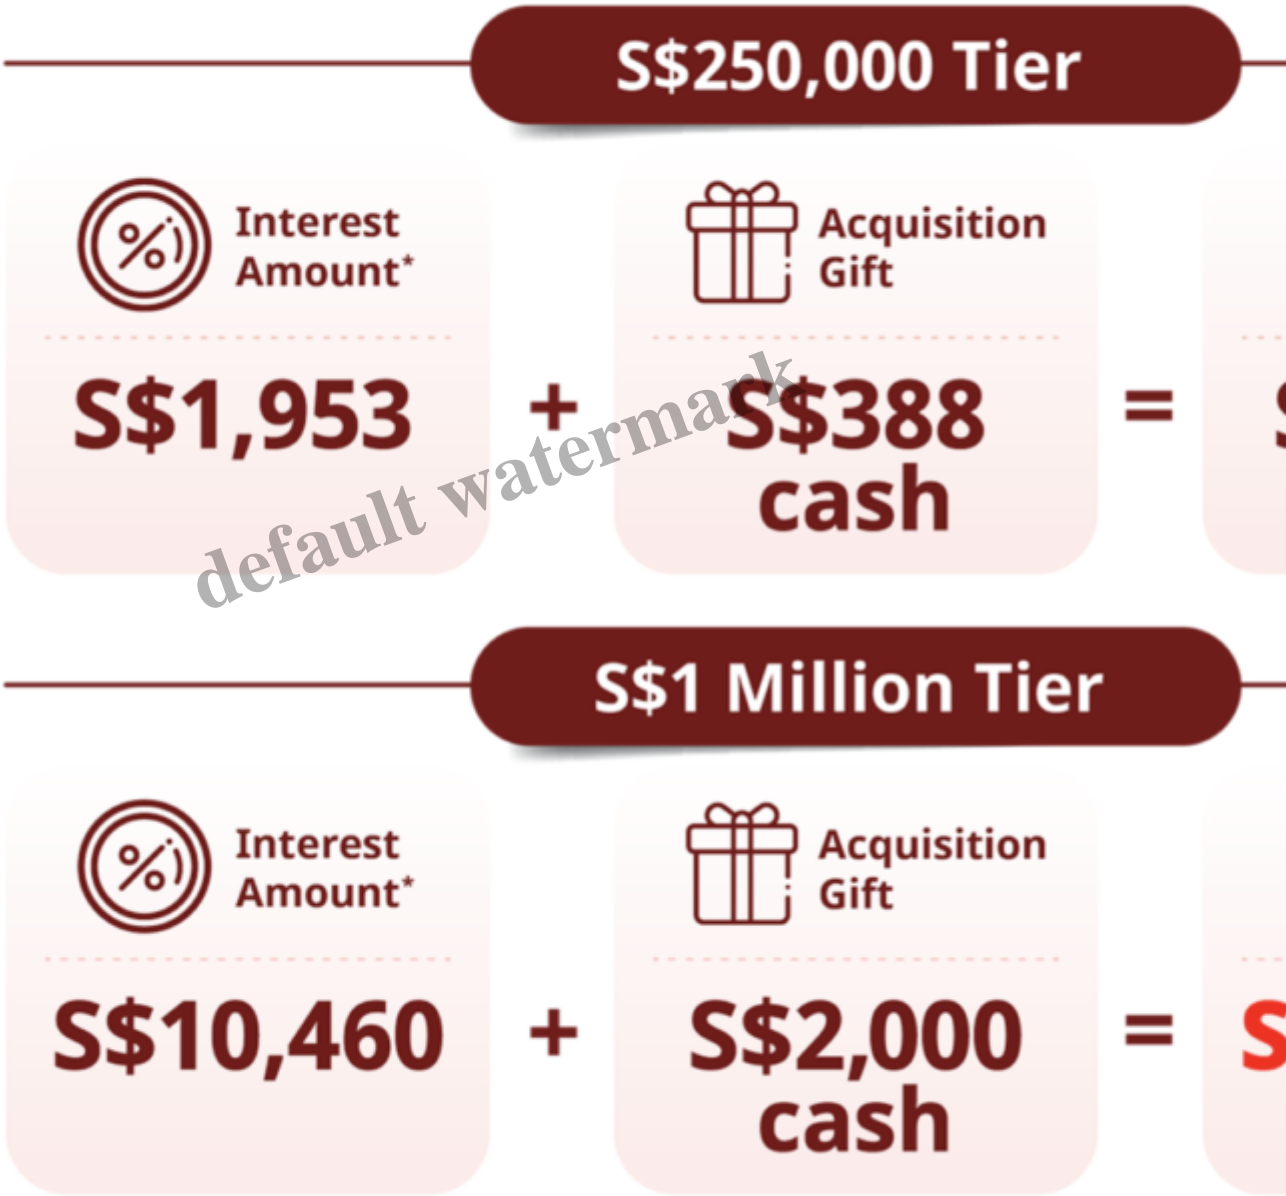 S$250,000 Tier
Interest
Amount*
Acquisition
Gift
S$1,953
+
S$388
cash
=
default watermark
S$1 Million Tier
Interest
Amount*
Acquisition
Gift
S$10,460
+
S$2,000
cash
=
S